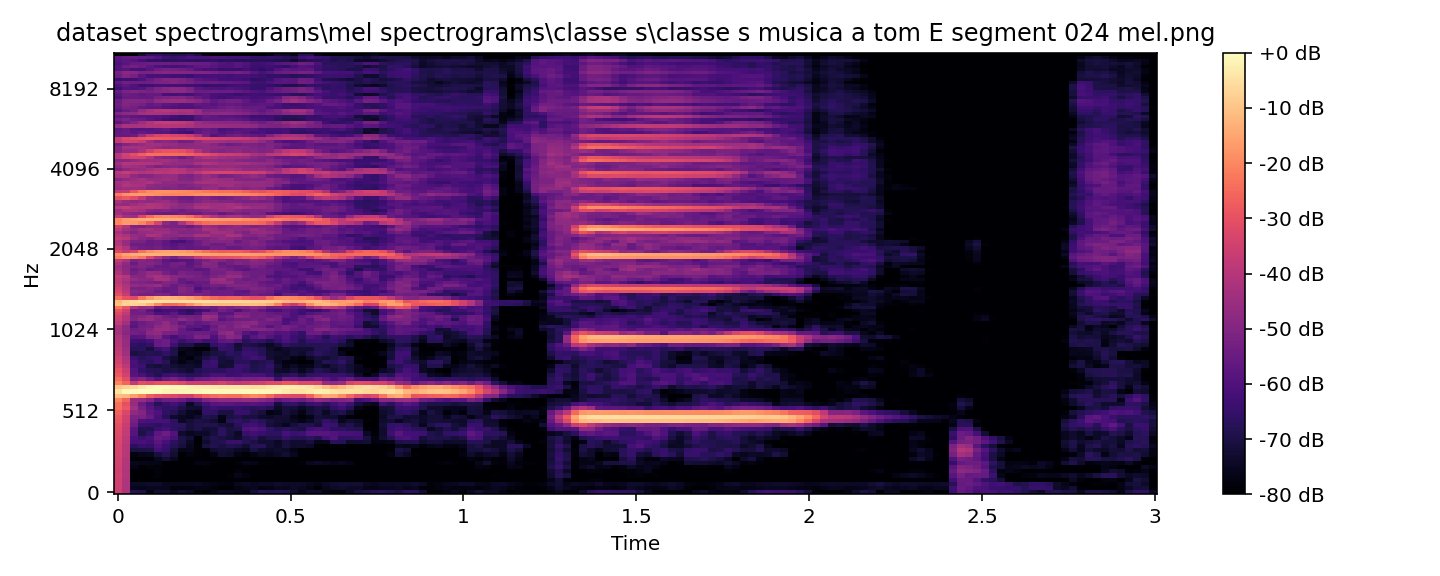 dataset spectrograms\mel spectrograms\classe s\classe s musica a tom E segment 024 mel.png
Hz
8192
4096
2048
1024
512
0
0
0.5
1
1.5
2
2.5
3
Time
+0 dB
-10 dB
-20 dB
-30 dB
-40 dB
-50 dB
-60 dB
-70 dB
-80 dB